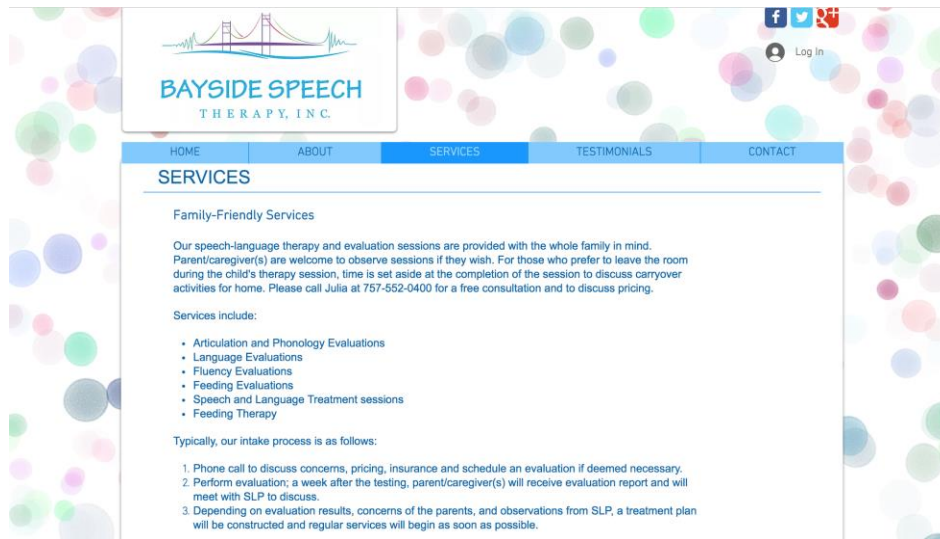 f g+
Log In
BAYSIDE SPEECH
THERAPY, INC.
HOME ABOUT SERVICES TESTIMONIALS CONTACT
SERVICES
Family-Friendly Services
Our speech-language therapy and evaluation sessions are provided with the whole family in mind.
Parent/caregiver(s) are welcome to observe sessions if they wish. For those who prefer to leave the room
during the child's therapy session, time is set aside at the completion of the session to discuss carryover
activities for home. Please call Julia at 757-552-0400 for a free consultation and to discuss pricing.
Services include:
• Articulation and Phonology Evaluations
• Language Evaluations
• Fluency Evaluations
• Feeding Evaluations
• Speech and Language Treatment sessions
• Feeding Therapy
Typically, our intake process is as follows:
1. Phone call to discuss concerns, pricing, insurance and schedule an evaluation if deemed necessary.
2. Perform evaluation; a week after the testing, parent/caregiver(s) will receive evaluation report and will
meet with SLP to discuss.
3. Depending on evaluation results, concerns of the parents, and observations from SLP, a treatment plan
will be constructed and regular services will begin as soon as possible.